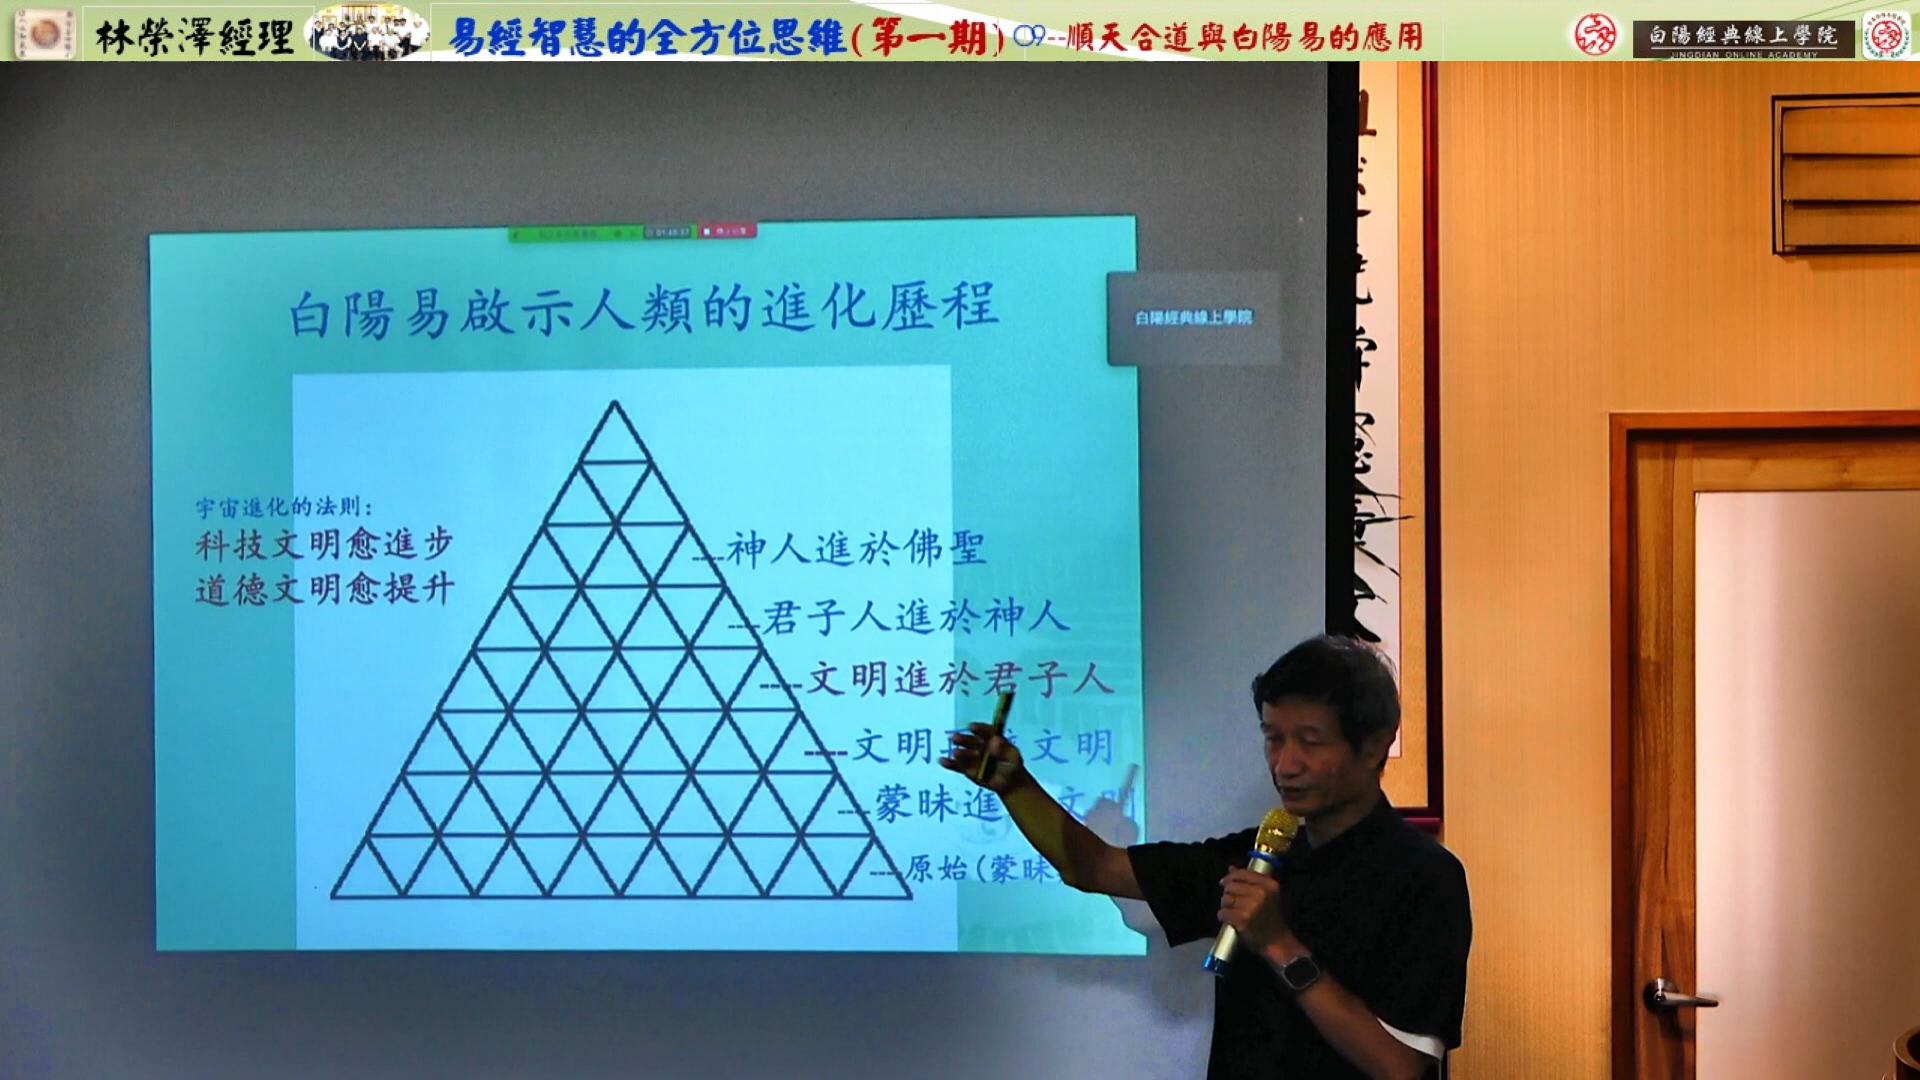 林榮澤經理
易經智慧的全方位思維(第一期)
09--順天合道與白陽易的應用
白陽經典線上學院
JINGDIAN ONLINE ACADEMY
白陽易啟示人類的進化歷程
白陽經典線上學院
宇宙進化的法則:
科技文明愈進步
道德文明愈提升
----神人進於佛聖
----君子人進於神人
----文明進於君子人
----文明 文明
----蒙昧進 文明
----原始(蒙昧